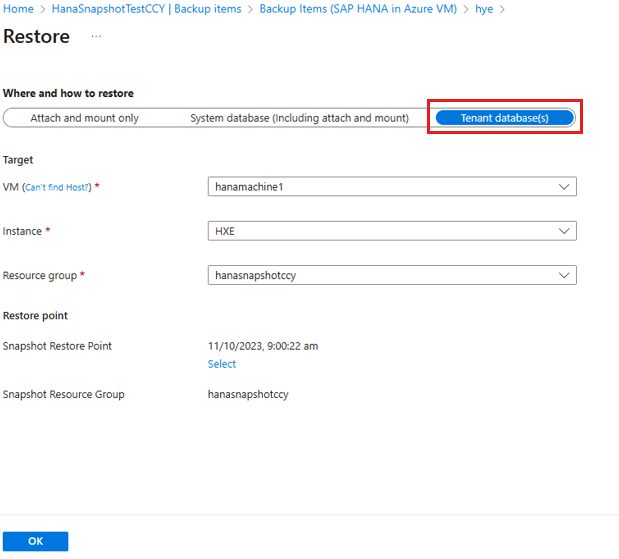 Home > HanaSnapshotTestCCY | Backup items > Backup Items (SAP HANA in Azure VM) > hye >
Restore ...
Where and how to restore
Attach and mount only System database (Including attach and mount) Tenant database(s)
Target
VM (Can't find Host?) * hanamachine1
Instance * HXE
Resource group * hanasnapshotccy
Restore point
Snapshot Restore Point 11/10/2023, 9:00:22 am
Select
Snapshot Resource Group hanasnapshotccy
OK